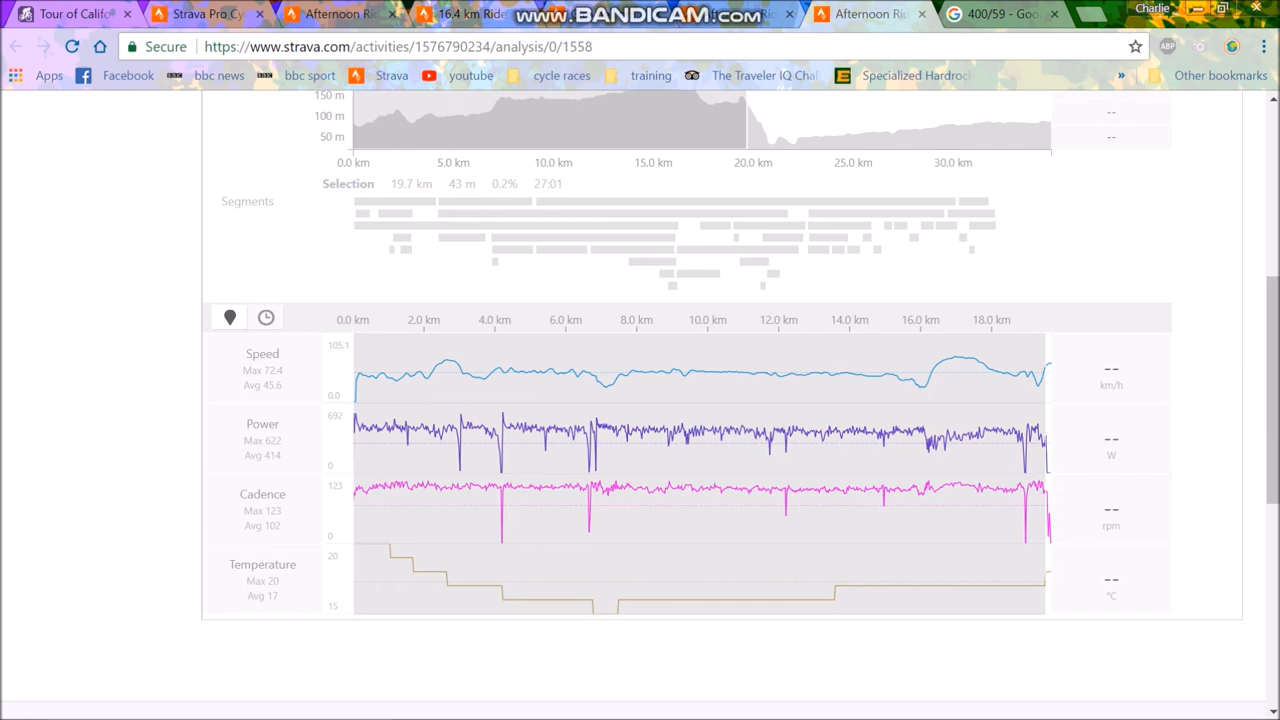 Tour of Califo
Strava Pro Cy
Afternoon Rid
16.4 km Ride
www.BANDICAM.com
Afternoon Rid
400/59 - Goo
Charlie
Secure
https://www.strava.com/activities/1576790234/analysis/0/1558
ABP
Apps
Facebook
BBC
bbc news
BBC
bbc sport
Strava
youtube
cycle races
training
The Traveler IQ Chal
Specialized Hardroc
»
Other bookmarks
150 m
100 m
50 m
--
--
0.0 km 5.0 km 10.0 km 15.0 km 20.0 km 25.0 km 30.0 km
Selection 19.7 km 43 m 0.2% 27:01
Segments
0.0 km 2.0 km 4.0 km 6.0 km 8.0 km 10.0 km 12.0 km 14.0 km 16.0 km 18.0 km
Speed
Max 72.4
Avg 45.6
105.1
0.0
--
km/h
Power
Max 622
Avg 414
692
0
--
W
Cadence
Max 123
Avg 102
123
0
--
rpm
Temperature
Max 20
Avg 17
20
15
--
°C